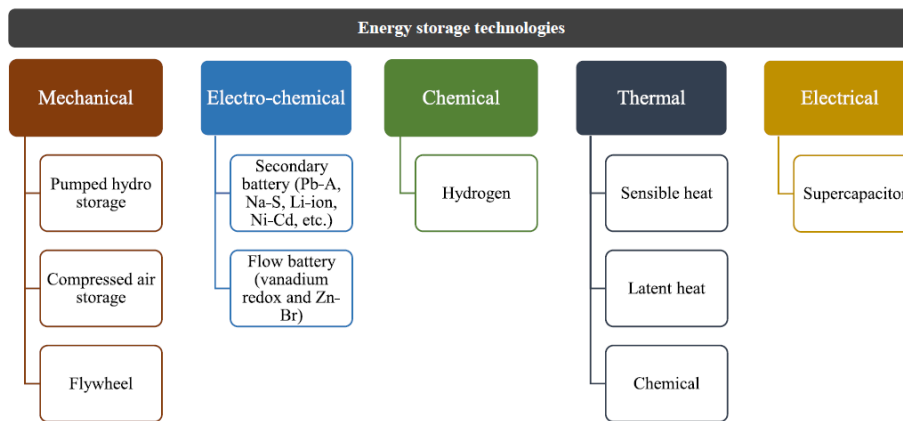 Energy storage technologies
Mechanical
Electro-chemical
Chemical
Thermal
Electrical
Pumped hydro
storage
Compressed air
storage
Flywheel
Secondary
battery (Pb-A,
Na-S, Li-ion,
Ni-Cd, etc.)
Flow battery
(vanadium
redox and Zn-
Br)
Hydrogen
Sensible heat
Latent heat
Chemical
Supercapacitor